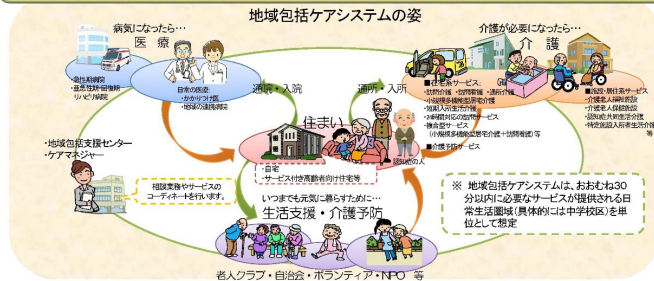 地域包括ケアシステムの姿
病気になったら…
医療
・急性期病院
・亜急性期・回復期
リハビリ病院
日常の医療
・かかりつけ医
・地域の連携病院
通院・入院
通所・入所
介護が必要になったら…
介護
■在宅系サービス:
・訪問介護 ・訪問看護 ・通所介護
・小規模多機能型居宅介護
・短期入所生活介護
・24時間対応の訪問サービス
・複合型サービス
(小規模多機能型居宅介護+訪問看護)等
■介護予防サービス
■施設・居住系サービス
・介護老人福祉施設
・介護老人保健施設
・認知症共同生活介護
・特定施設入所者生活介護
等
住まい
認知症の人
・自宅
・サービス付き高齢者向け住宅等
・地域包括支援センター
・ケアマネジャー
相談業務やサービスの
コーディネートを行います。
いつまでも元気に暮らすために…
生活支援・介護予防
老人クラブ・自治会・ボランティア・NPO 等
※ 地域包括ケアシステムは、おおむね30
分以内に必要なサービスが提供される日
常生活圏域(具体的には中学校区)を単
位として想定